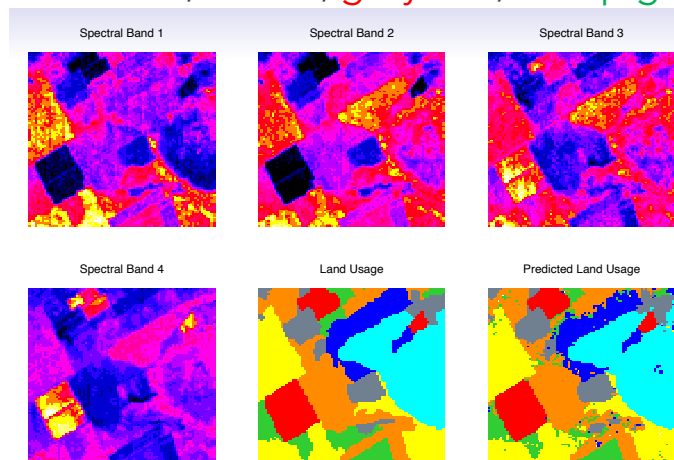 Spectral Band 1
Spectral Band 2
Spectral Band 3
Spectral Band 4
Land Usage
Predicted Land Usage